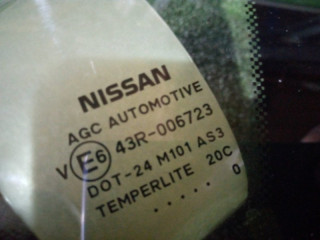 NISSAN
AGC AUTOMOTIVE
V E6 43R-006723
DOT-24 M101 AS3
TEMPERLITE 20C
. . . . . 0